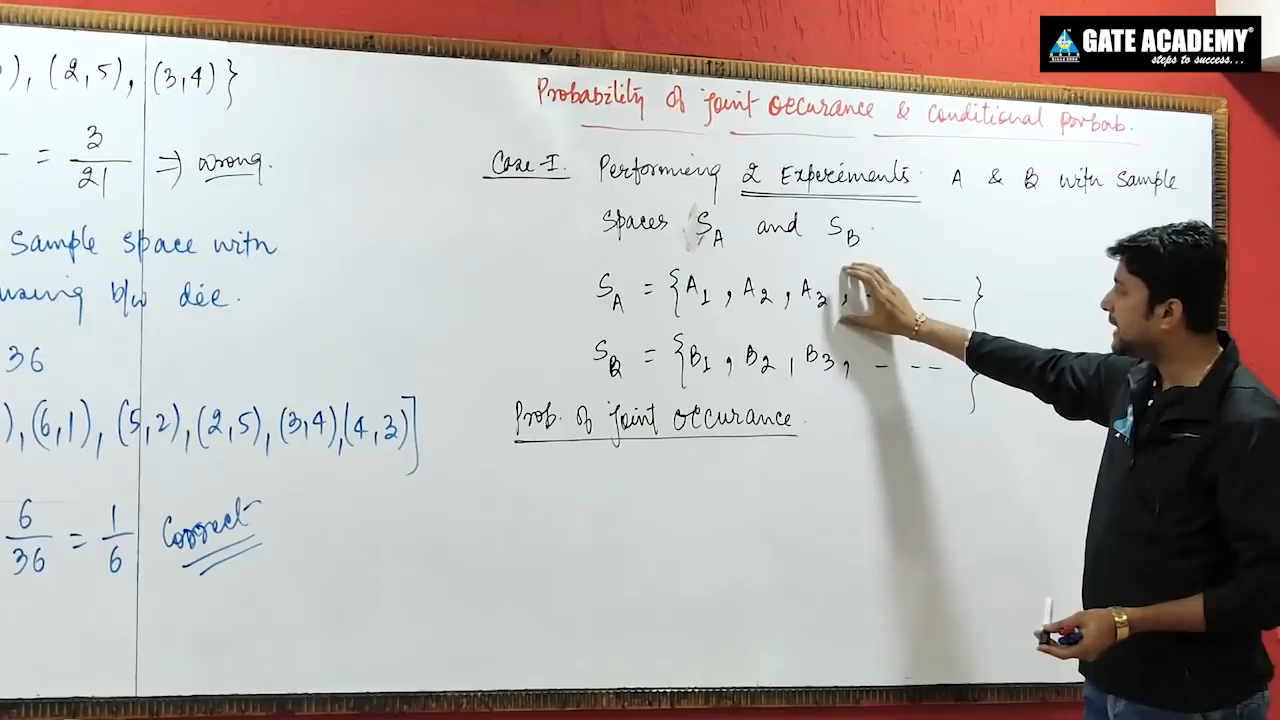 GATE ACADEMY®
steps to success...
), (2,5), (3,4)}
= 3/21 ⇒ wrong.
Sample space with
using b/w dice.
36
), (6,1), (5,2), (2,5), (3,4), (4,3)]
6/36 = 1/6 Correct
Probability of joint occurance & Conditional Porbab.
Case-I. Performing 2 Experiments. A & B with sample
spaces S_A and S_B.
S_A = {A1, A2, A3, - — }
S_B = {B1, B2, B3, - - - }
Prob. of joint occurance